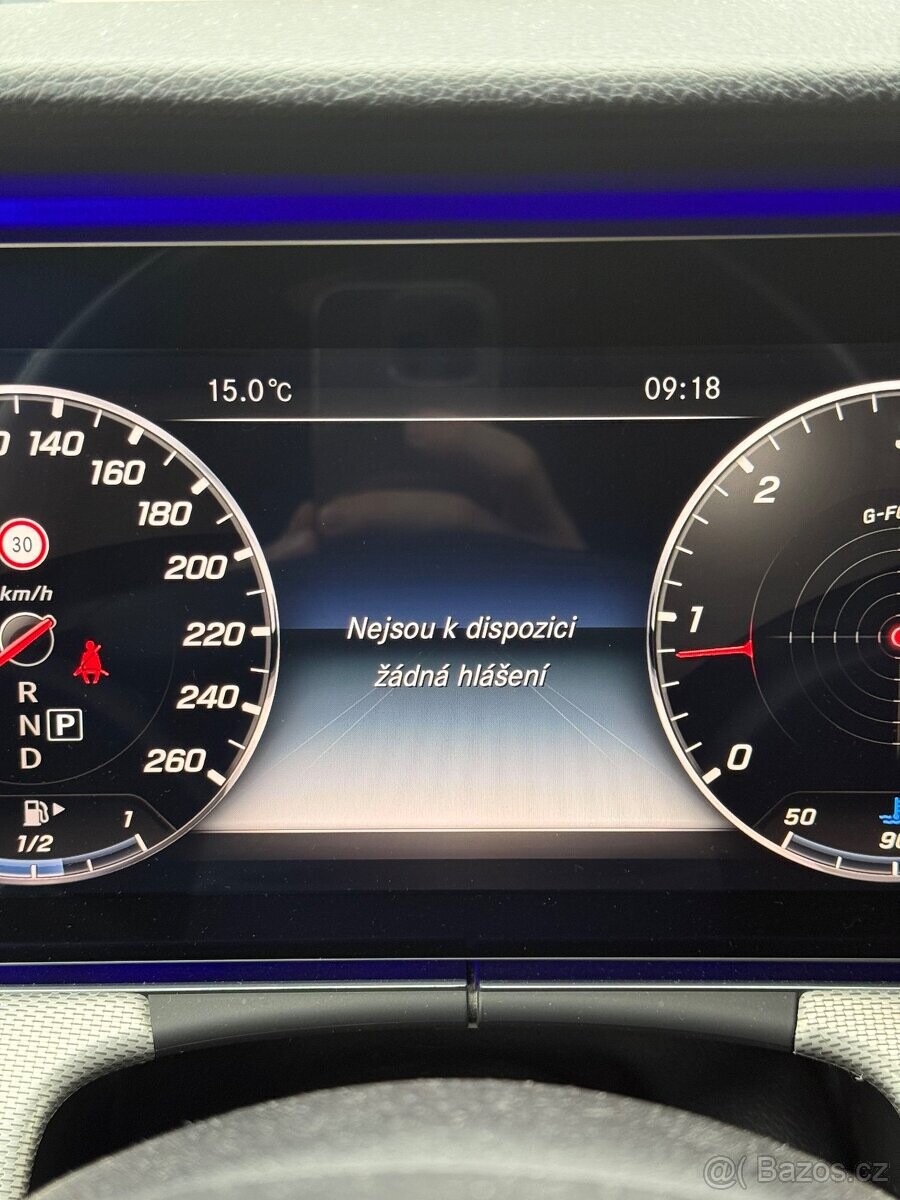 15.0°C
09:18
140
160
180
200
220
240
260
30
km/h
R
N P
D
1
1/2
Nejsou k dispozici
žádná hlášení
2
1
0
G-F
50
@( Bazos.cz